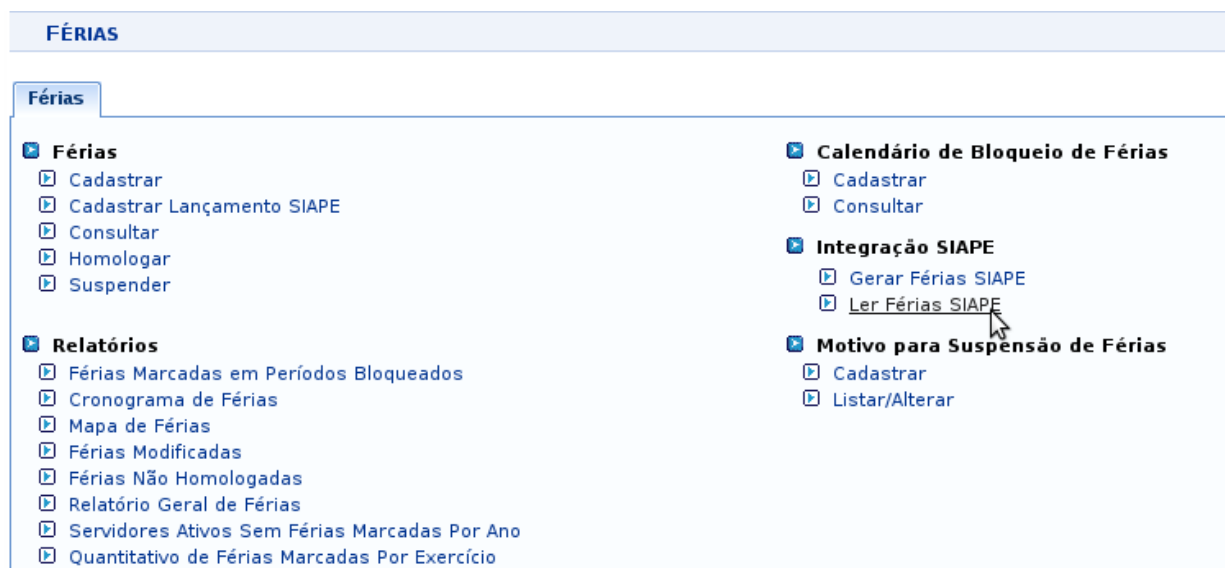 FÉRIAS
Férias
Férias
Cadastrar
Cadastrar Lançamento SIAPE
Consultar
Homologar
Suspender
Relatórios
Férias Marcadas em Períodos Bloqueados
Cronograma de Férias
Mapa de Férias
Férias Modificadas
Férias Não Homologadas
Relatório Geral de Férias
Servidores Ativos Sem Férias Marcadas Por Ano
Quantitativo de Férias Marcadas Por Exercício
Calendário de Bloqueio de Férias
Cadastrar
Consultar
Integração SIAPE
Gerar Férias SIAPE
Ler Férias SIAPE
Motivo para Suspensão de Férias
Cadastrar
Listar/Alterar